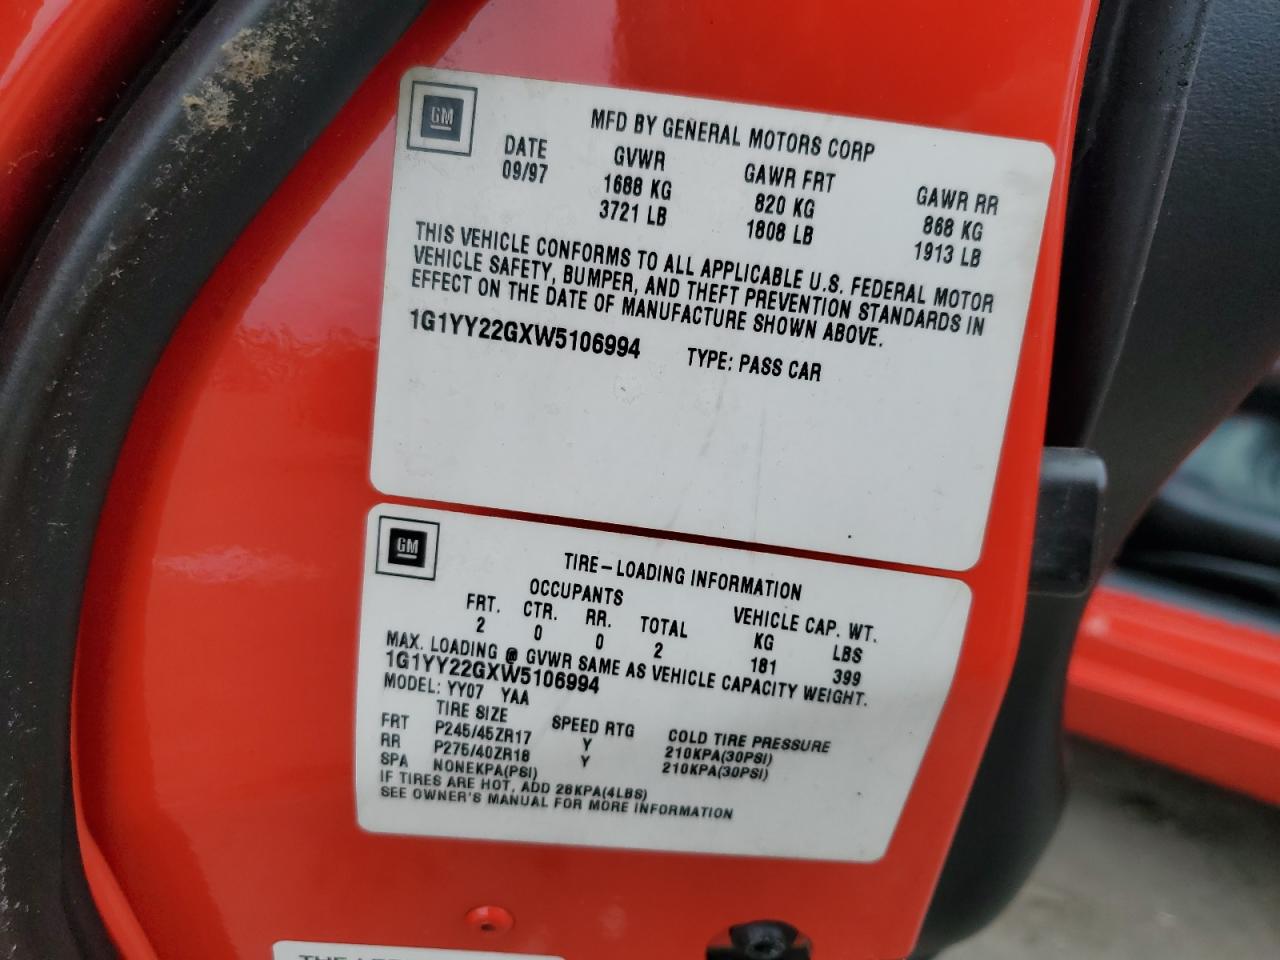 GM
MFD BY GENERAL MOTORS CORP
DATE GVWR GAWR FRT GAWR RR
09/97 1688 KG 820 KG 868 KG
3721 LB 1808 LB 1913 LB
THIS VEHICLE CONFORMS TO ALL APPLICABLE U.S. FEDERAL MOTOR
VEHICLE SAFETY, BUMPER, AND THEFT PREVENTION STANDARDS IN
EFFECT ON THE DATE OF MANUFACTURE SHOWN ABOVE.
1G1YY22GXW5106994 TYPE: PASS CAR
GM
TIRE-LOADING INFORMATION
OCCUPANTS VEHICLE CAP. WT.
FRT. CTR. RR. TOTAL KG LBS
2 0 0 2 181 399
MAX. LOADING @ GVWR SAME AS VEHICLE CAPACITY WEIGHT.
1G1YY22GXW5106994
MODEL: YY07 YAA
TIRE SIZE SPEED RTG COLD TIRE PRESSURE
FRT P245/45ZR17 Y 210KPA(30PSI)
RR P275/40ZR18 Y 210KPA(30PSI)
SPA NONEKPA(PSI)
IF TIRES ARE HOT, ADD 28KPA(4LBS)
SEE OWNER'S MANUAL FOR MORE INFORMATION